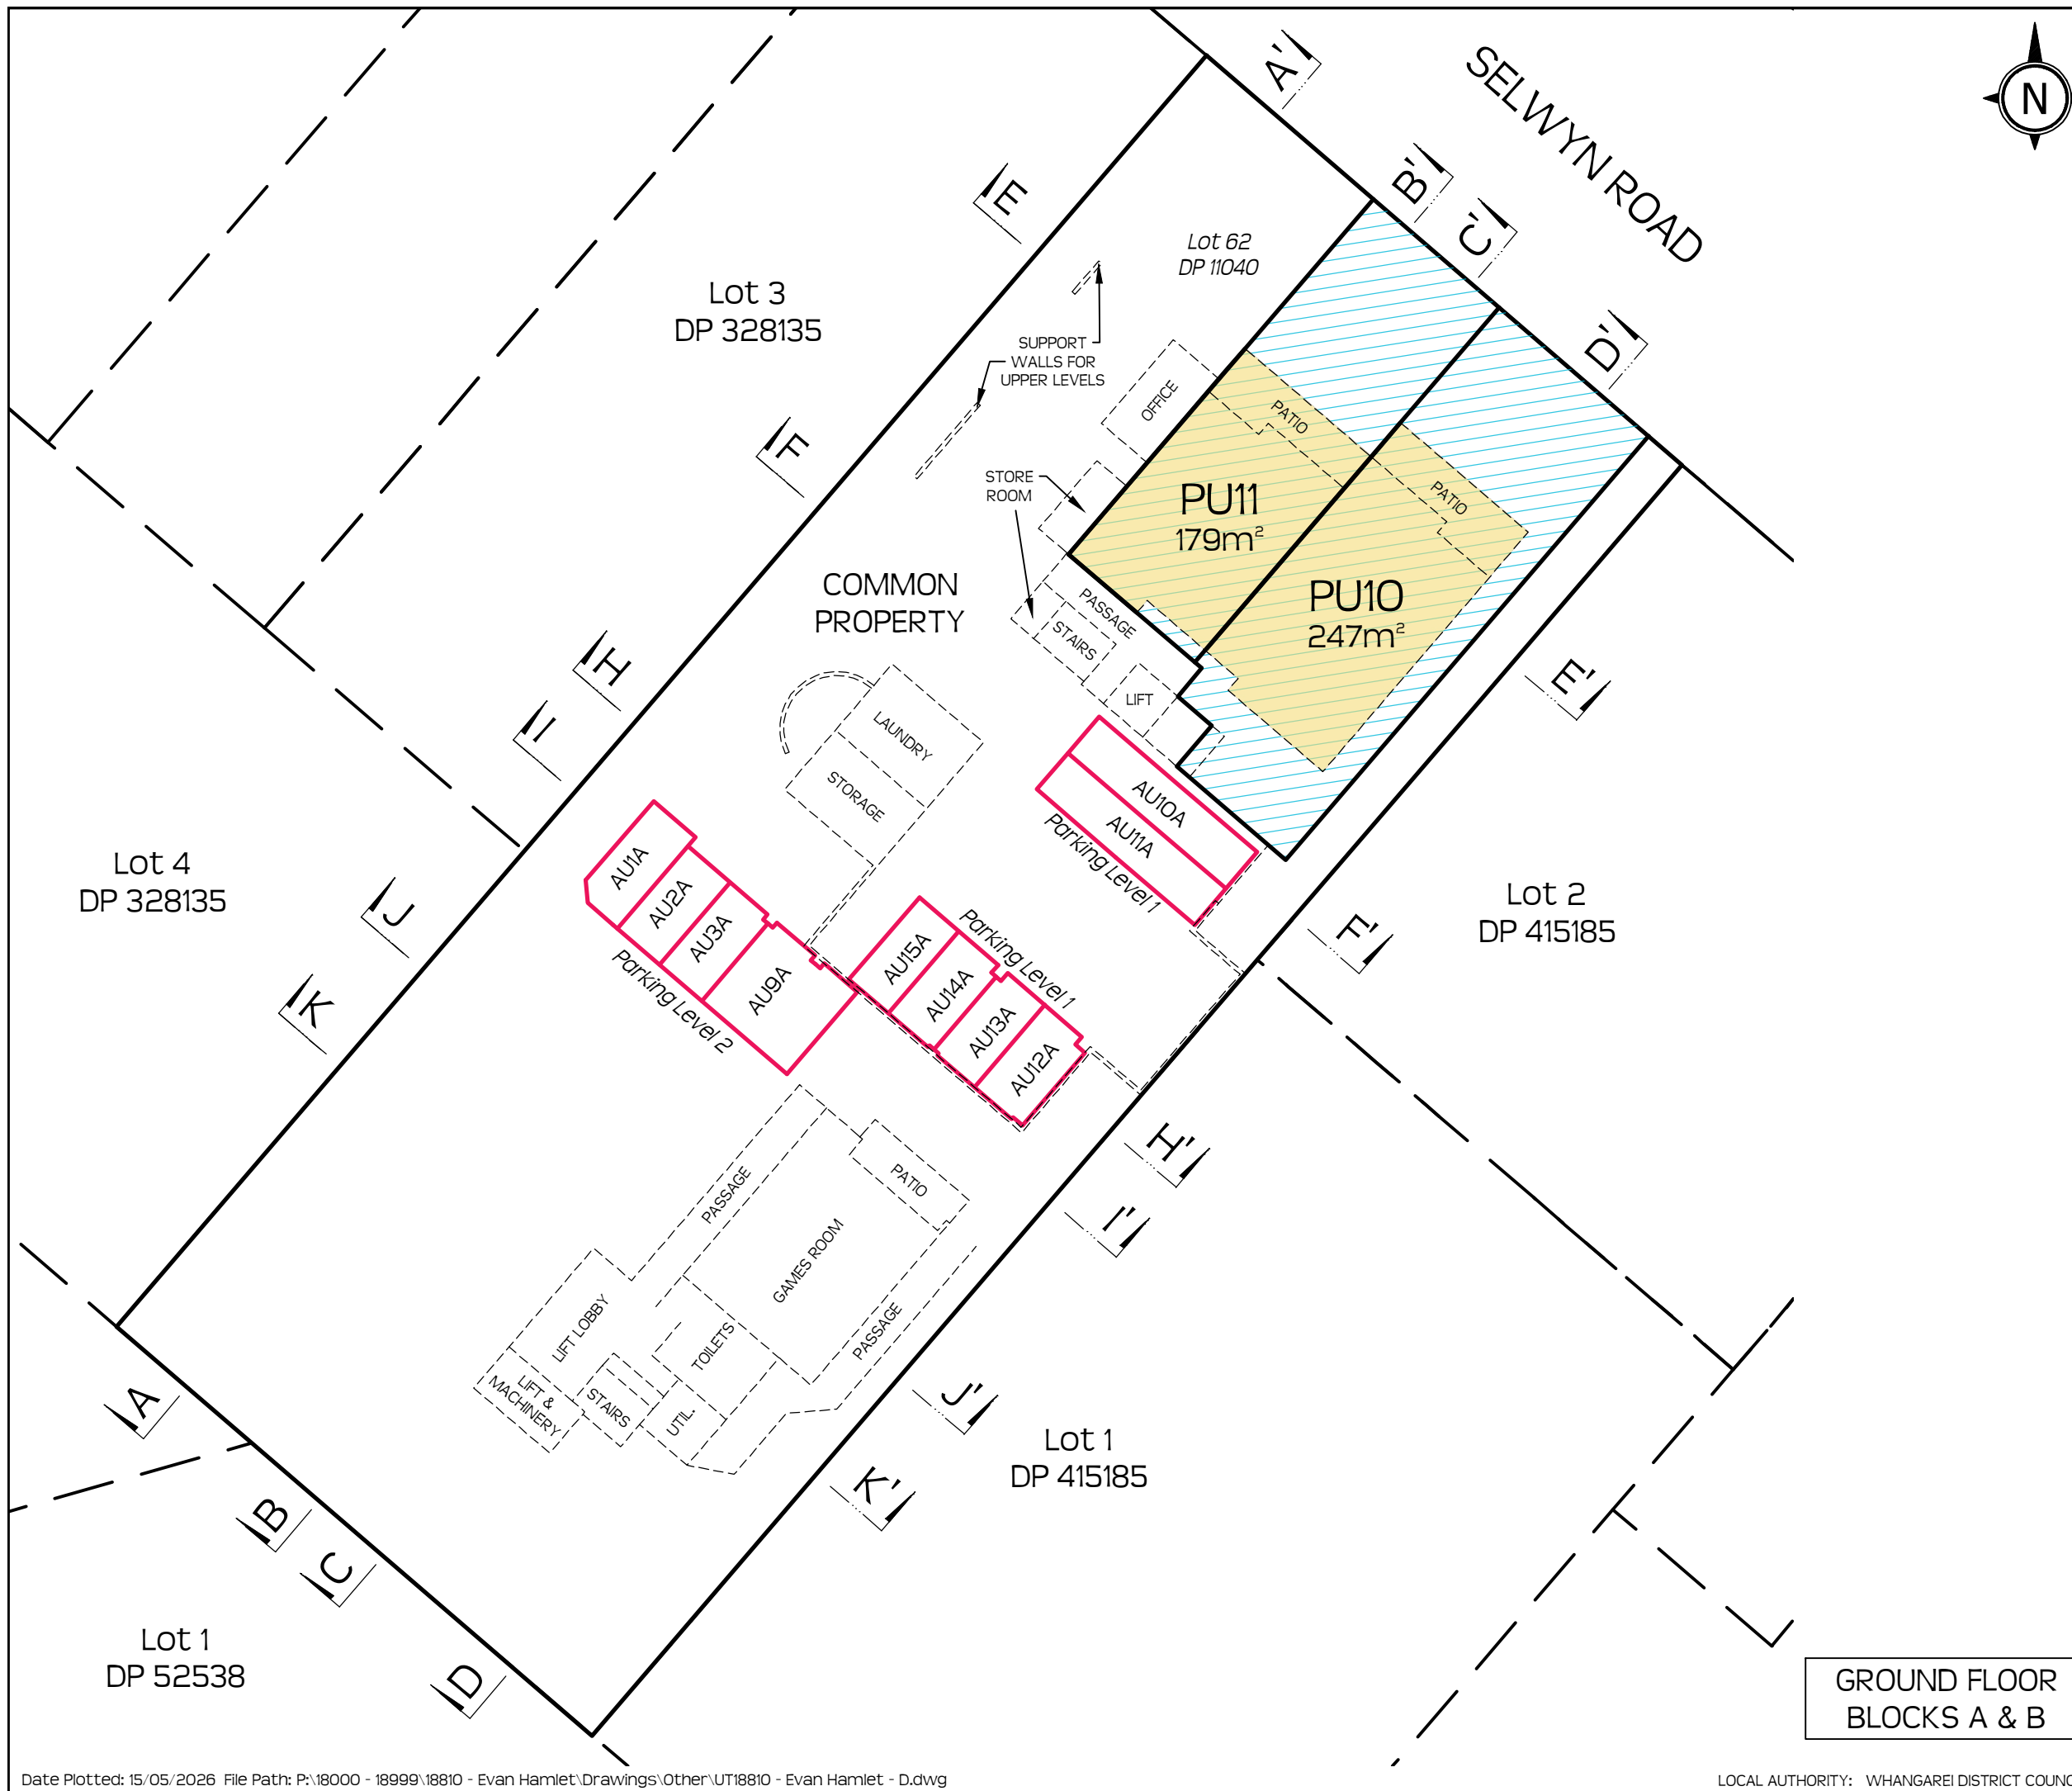 SELWYN ROAD
N
A'
B'
C'
D'
E
F
H
I
J
K
Lot 62
DP 11040
Lot 3
DP 328135
SUPPORT
WALLS FOR
UPPER LEVELS
OFFICE
PATIO
PATIO
STORE
ROOM
PU11
179m²
PU10
247m²
COMMON
PROPERTY
PASSAGE
STAIRS
LIFT
LAUNDRY
STORAGE
AU10A
AU11A
Parking Level 1
E'
F'
Lot 4
DP 328135
Lot 2
DP 415185
AU1A
AU2A
AU3A
AU9A
Parking Level 2
AU15A
AU14A
AU13A
AU12A
Parking Level 1
H'
I'
J'
K'
PASSAGE
PATIO
GAMES ROOM
LIFT LOBBY
TOILETS
PASSAGE
LIFT &
MACHINERY
STAIRS
UTIL.
Lot 1
DP 415185
A
B
C
D
Lot 1
DP 52538
GROUND FLOOR
BLOCKS A & B
Date Plotted: 15/05/2026 File Path: P:\18000 - 18999\18810 - Evan Hamlet\Drawings\Other\UT18810 - Evan Hamlet - D.dwg
LOCAL AUTHORITY: WHANGAREI DISTRICT